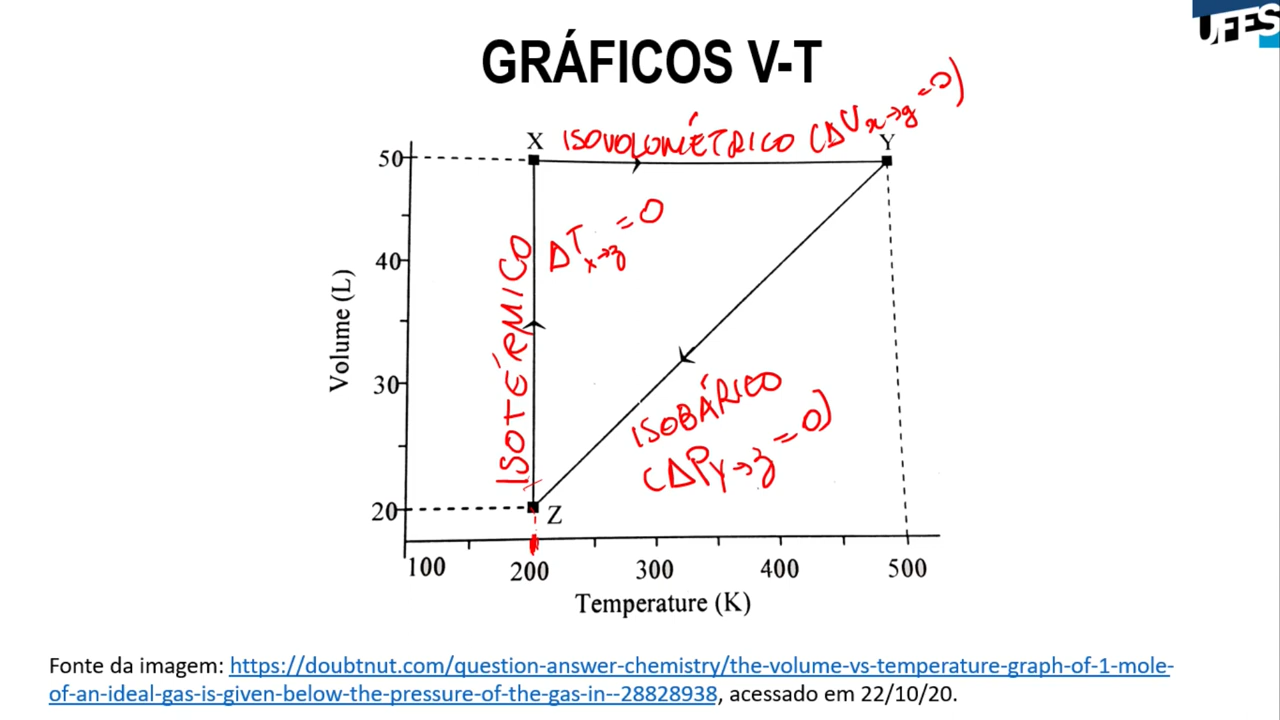 UFES
GRÁFICOS V-T
ISOVOLUMÉTRICO (ΔVx→y=0)
X
Y
50
40
30
20
Volume (L)
ISOTÉRMICO
ΔTx→z=0
ISOBÁRICO
(ΔPY→z=0)
Z
100 200 300 400 500
Temperature (K)
Fonte da imagem: https://doubtnut.com/question-answer-chemistry/the-volume-vs-temperature-graph-of-1-mole-
of-an-ideal-gas-is-given-below-the-pressure-of-the-gas-in--28828938, acessado em 22/10/20.